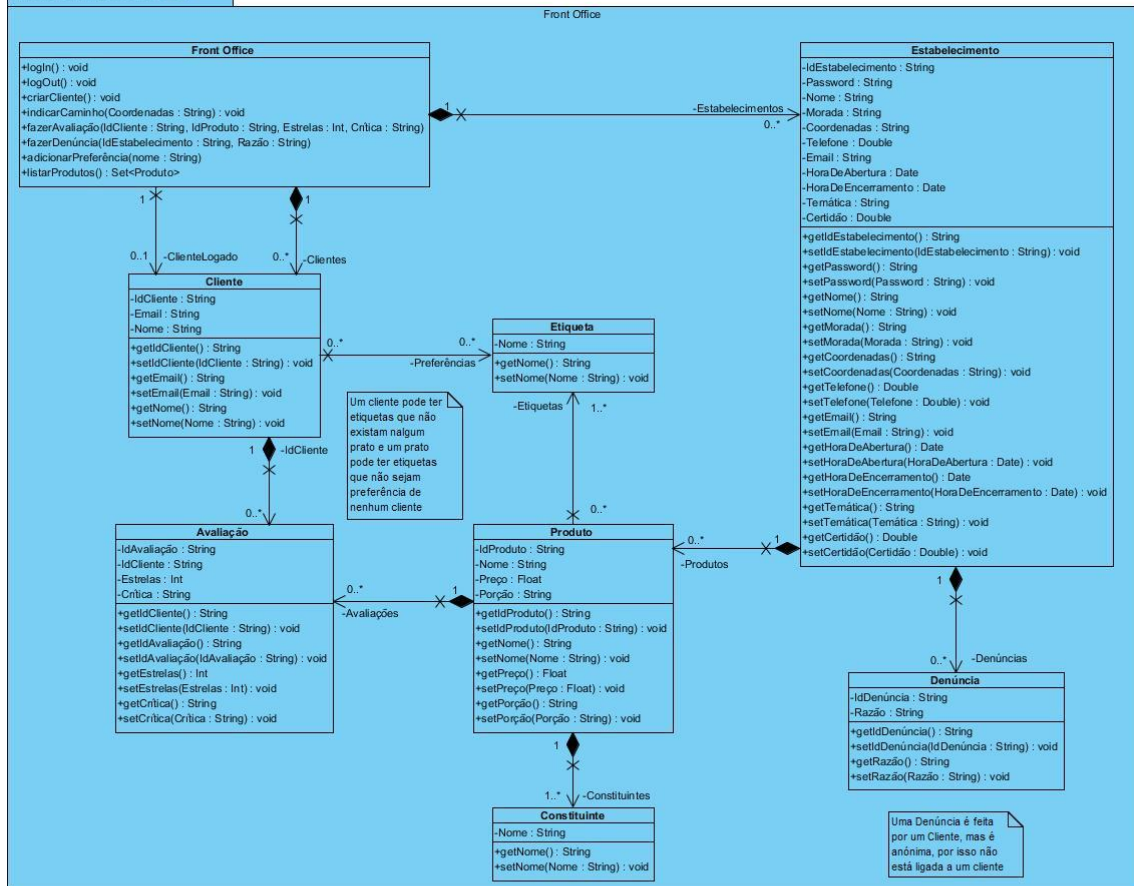 Front Office
Front Office
+logIn() : void
+logOut() : void
+criarCliente() : void
+indicarCaminho(Coordenadas : String) : void
+fazerAvaliação(IdCliente : String, IdProduto : String, Estrelas : Int, Crítica : String)
+fazerDenúncia(IdEstabelecimento : String, Razão : String)
+adicionarPreferência(nome : String)
+listarProdutos() : Set<Produto>
1
-Estabelecimentos
0..*
Estabelecimento
-IdEstabelecimento : String
-Password : String
-Nome : String
-Morada : String
-Coordenadas : String
-Telefone : Double
-Email : String
-HoraDeAbertura : Date
-HoraDeEncerramento : Date
-Temática : String
-Certidão : Double
+getIdEstabelecimento() : String
+setIdEstabelecimento(IdEstabelecimento : String) : void
+getPassword() : String
+setPassword(Password : String) : void
+getNome() : String
+setNome(Nome : String) : void
+getMorada() : String
+setMorada(Morada : String) : void
+getCoordenadas() : String
+setCoordenadas(Coordenadas : String) : void
+getTelefone() : Double
+setTelefone(Telefone : Double) : void
+getEmail() : String
+setEmail(Email : String) : void
+getHoraDeAbertura() : Date
+setHoraDeAbertura(HoraDeAbertura : Date) : void
+getHoraDeEncerramento() : Date
+setHoraDeEncerramento(HoraDeEncerramento : Date) : void
+getTemática() : String
+setTemática(Temática : String) : void
+getCertidão() : Double
+setCertidão(Certidão : Double) : void
1
1
0..1
-ClienteLogado
0..*
-Clientes
Cliente
-IdCliente : String
-Email : String
-Nome : String
+getIdCliente() : String
+setIdCliente(IdCliente : String) : void
+getEmail() : String
+setEmail(Email : String) : void
+getNome() : String
+setNome(Nome : String) : void
0..*
0..*
-Preferências
Etiqueta
-Nome : String
+getNome() : String
+setNome(Nome : String) : void
-Etiquetas
1..*
Um cliente pode ter
etiquetas que não
existam nalgum
prato e um prato
pode ter etiquetas
que não sejam
preferência de
nenhum cliente
1
-IdCliente
0..*
Avaliação
-IdAvaliação : String
-IdCliente : String
-Estrelas : Int
-Crítica : String
+getIdCliente() : String
+setIdCliente(IdCliente : String) : void
+getIdAvaliação() : String
+setIdAvaliação(IdAvaliação : String) : void
+getEstrelas() : Int
+setEstrelas(Estrelas : Int) : void
+getCrítica() : String
+setCrítica(Crítica : String) : void
0..*
1
-Avaliações
0..*
Produto
-IdProduto : String
-Nome : String
-Preço : Float
-Porção : String
+getIdProduto() : String
+setIdProduto(IdProduto : String) : void
+getNome() : String
+setNome(Nome : String) : void
+getPreço() : Float
+setPreço(Preço : Float) : void
+getPorção() : String
+setPorção(Porção : String) : void
0..*
1
-Produtos
1
0..*
-Denúncias
Denúncia
-IdDenúncia : String
-Razão : String
+getIdDenúncia() : String
+setIdDenúncia(IdDenúncia : String) : void
+getRazão() : String
+setRazão(Razão : String) : void
1
1..*
-Constituintes
Constituinte
-Nome : String
+getNome() : String
+setNome(Nome : String) : void
Uma Denúncia é feita
por um Cliente, mas é
anónima, por isso não
está ligada a um cliente